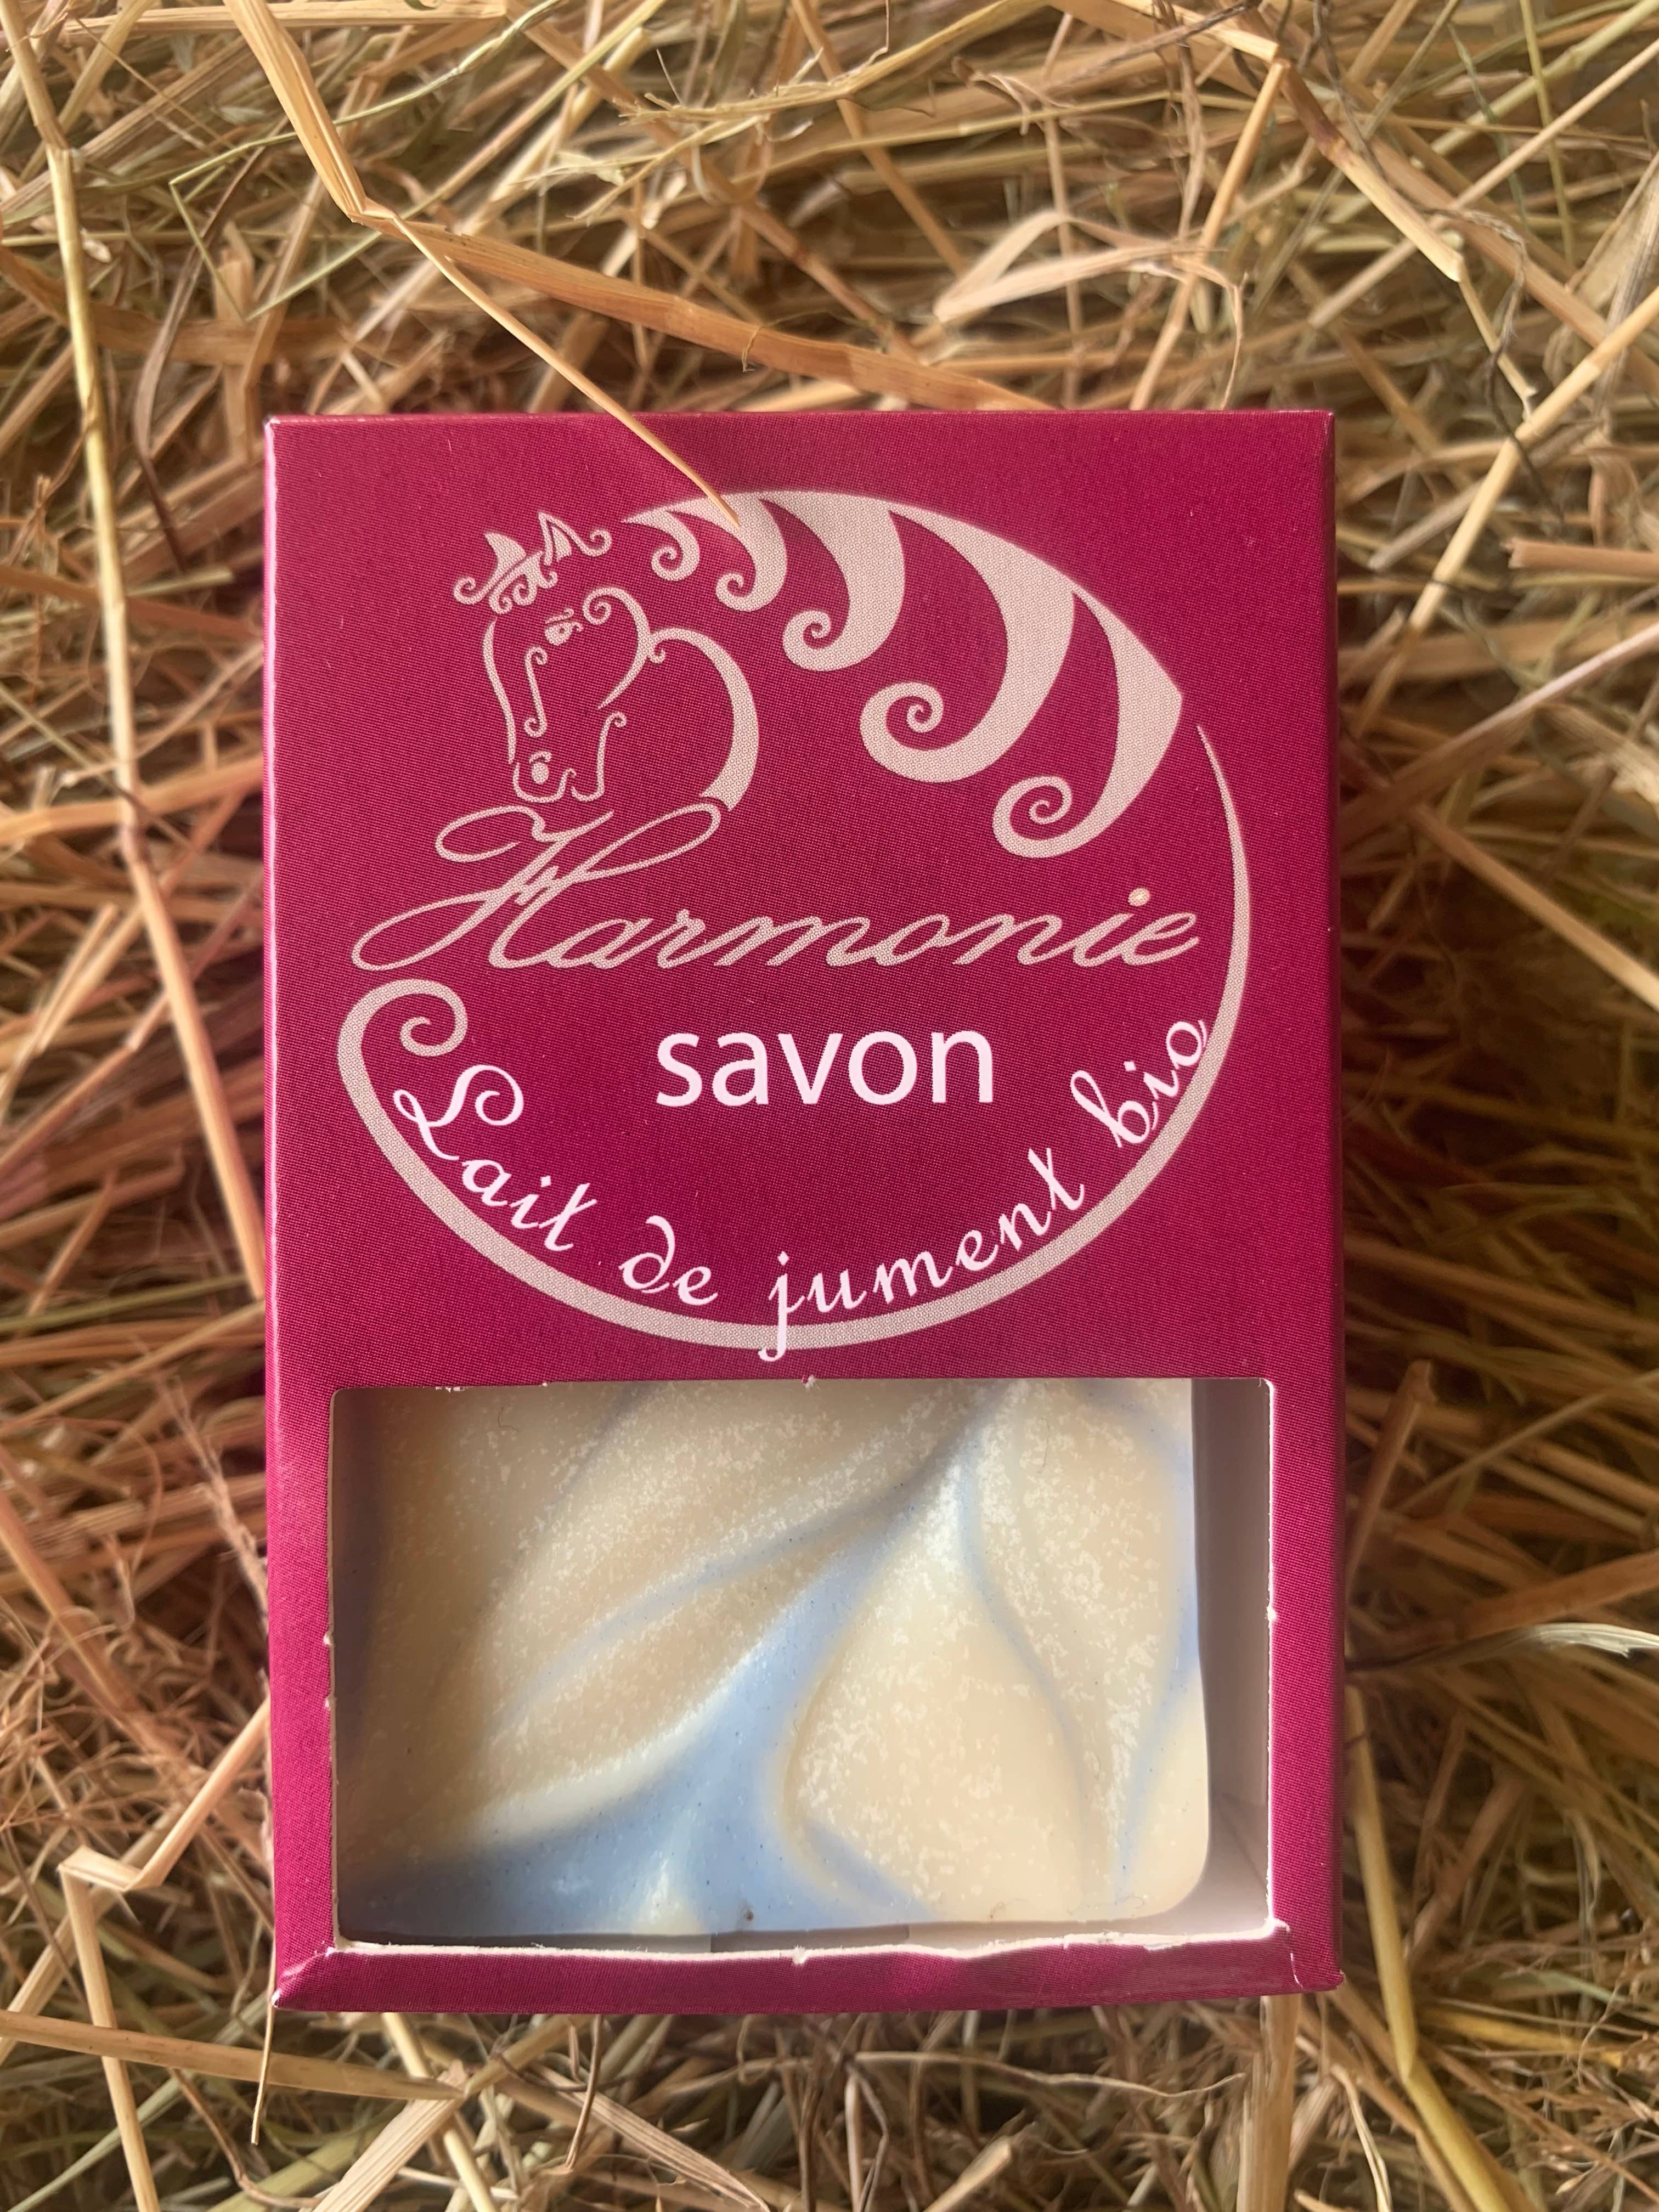 Harmonie
savon
Lait de jument bio